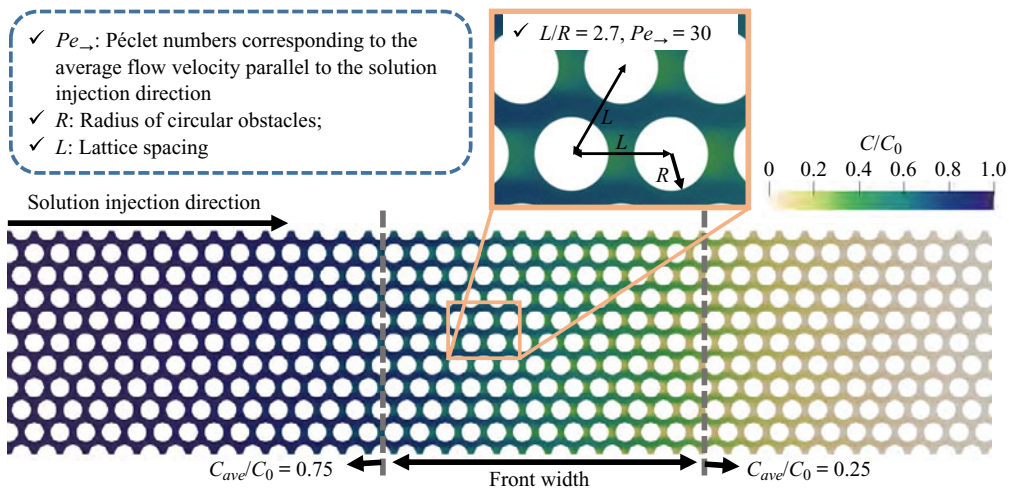 ✓ Pe→: Péclet numbers corresponding to the
average flow velocity parallel to the solution
injection direction
✓ R: Radius of circular obstacles;
✓ L: Lattice spacing
✓ L/R = 2.7, Pe→ = 30
L
L
R
C/C0
0 0.2 0.4 0.6 0.8 1.0
Solution injection direction
Cave/C0 = 0.75
Front width
Cave/C0 = 0.25